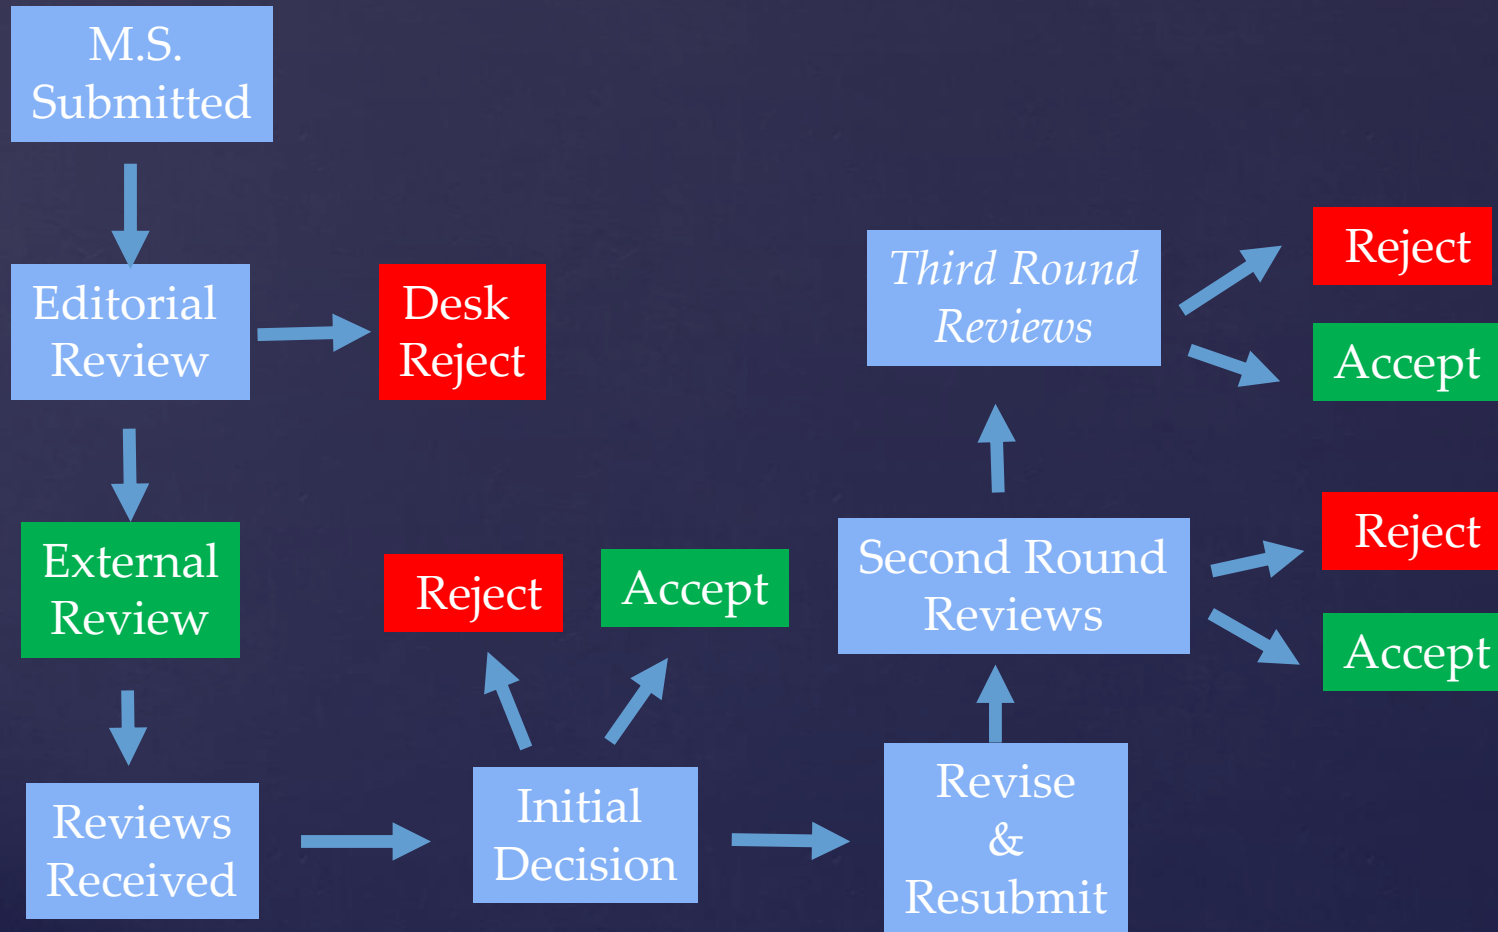 M.S.
Submitted
Editorial
Review
Desk
Reject
External
Review
Reviews
Received
Initial
Decision
Reject
Accept
Revise
&
Resubmit
Second Round
Reviews
Reject
Accept
Third Round
Reviews
Reject
Accept